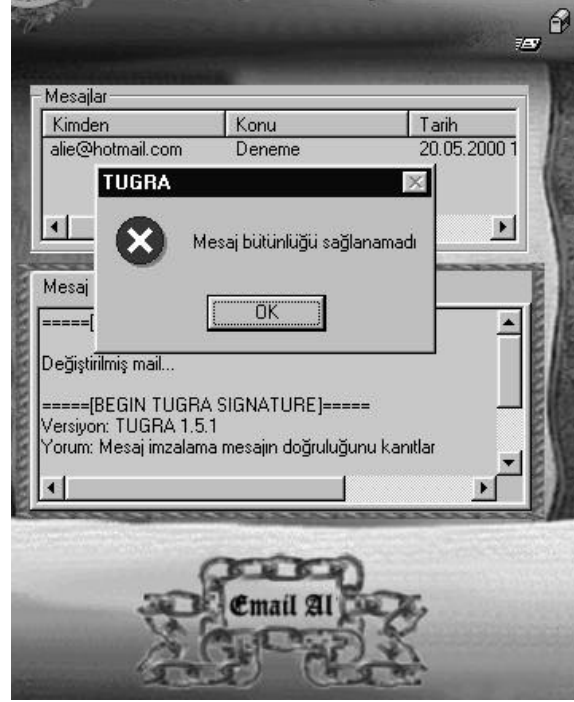 Mesajlar
Kimden Konu Tarih
alie@hotmail.com Deneme 20.05.2000 1
TUGRA
Mesaj bütünlüğü sağlanamadı
OK
Mesaj
=====[
Değiştirilmiş mail...
=====[BEGIN TUGRA SIGNATURE]=====
Versiyon: TUGRA 1.5.1
Yorum: Mesaj imzalama mesajın doğruluğunu kanıtlar
Email Al